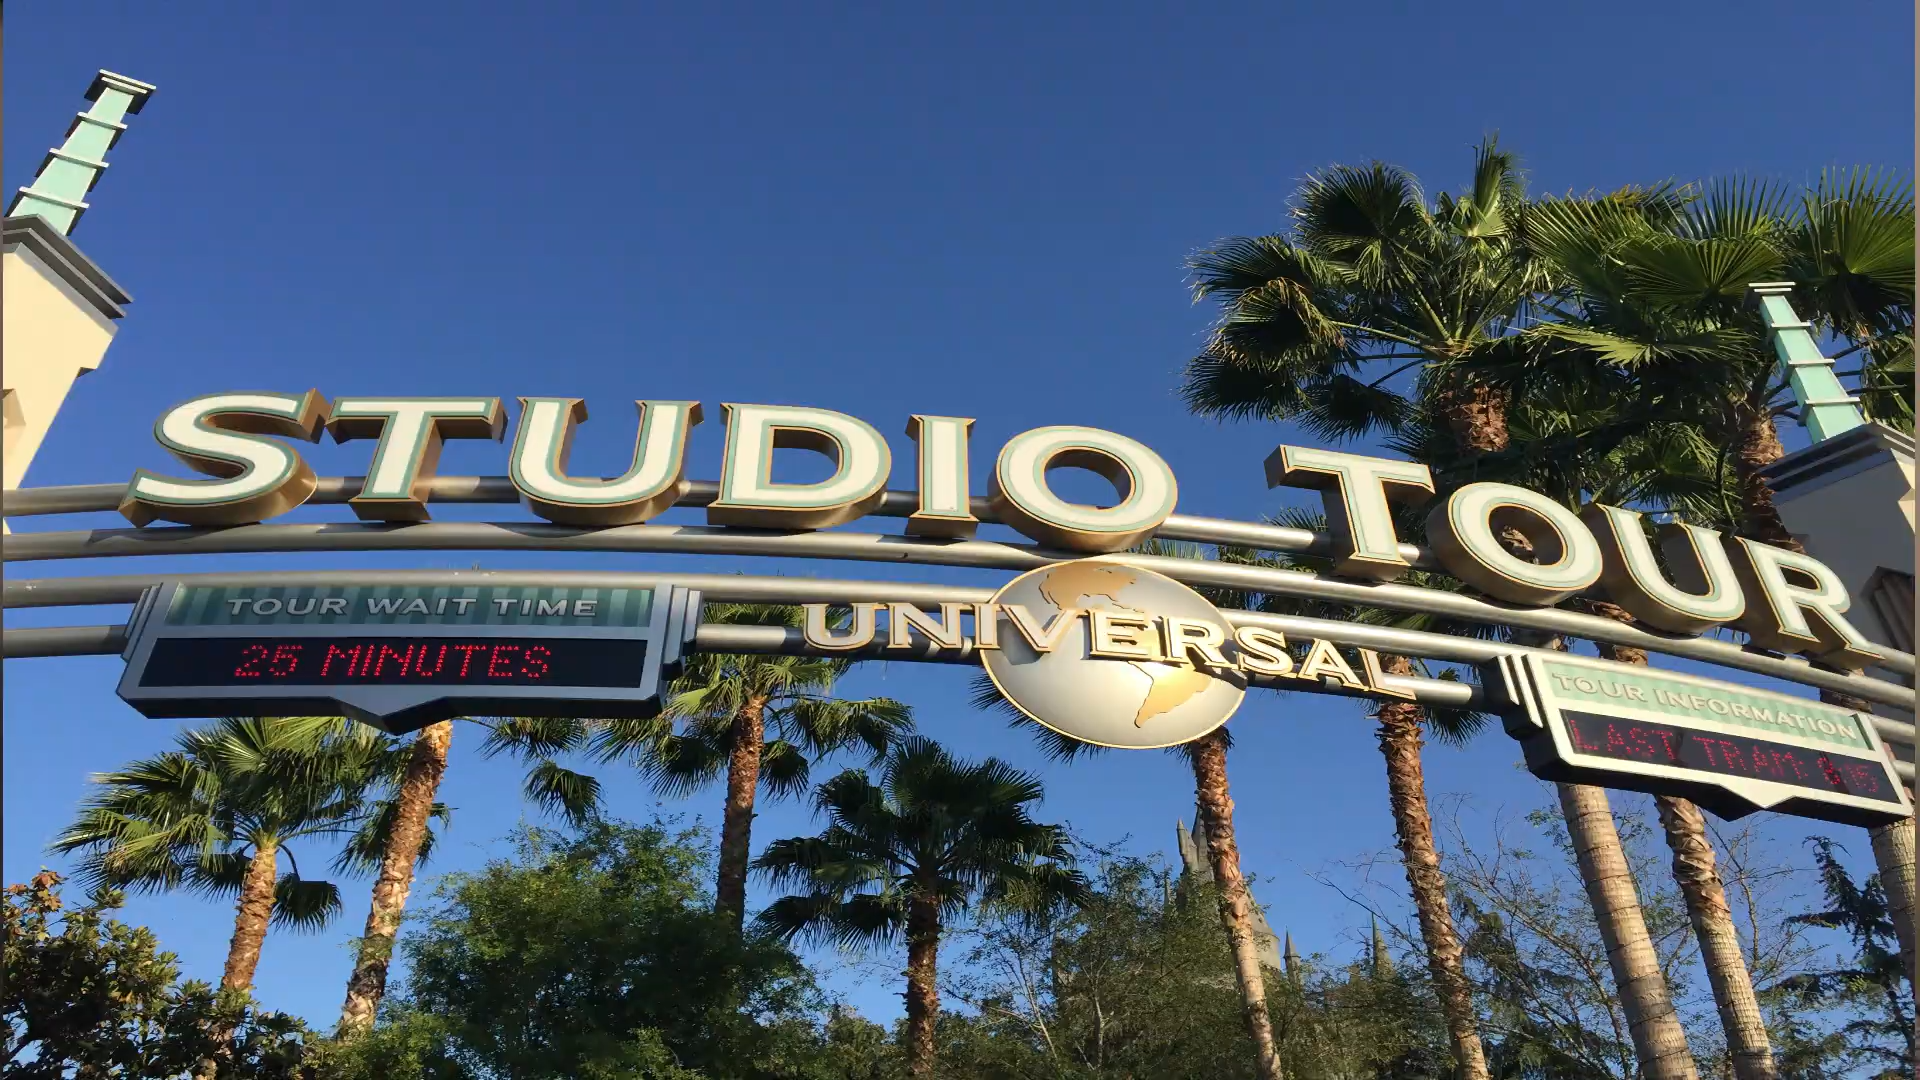 STUDIO TOUR
UNIVERSAL
TOUR WAIT TIME
25 MINUTES
TOUR INFORMATION
LAST TRAM: